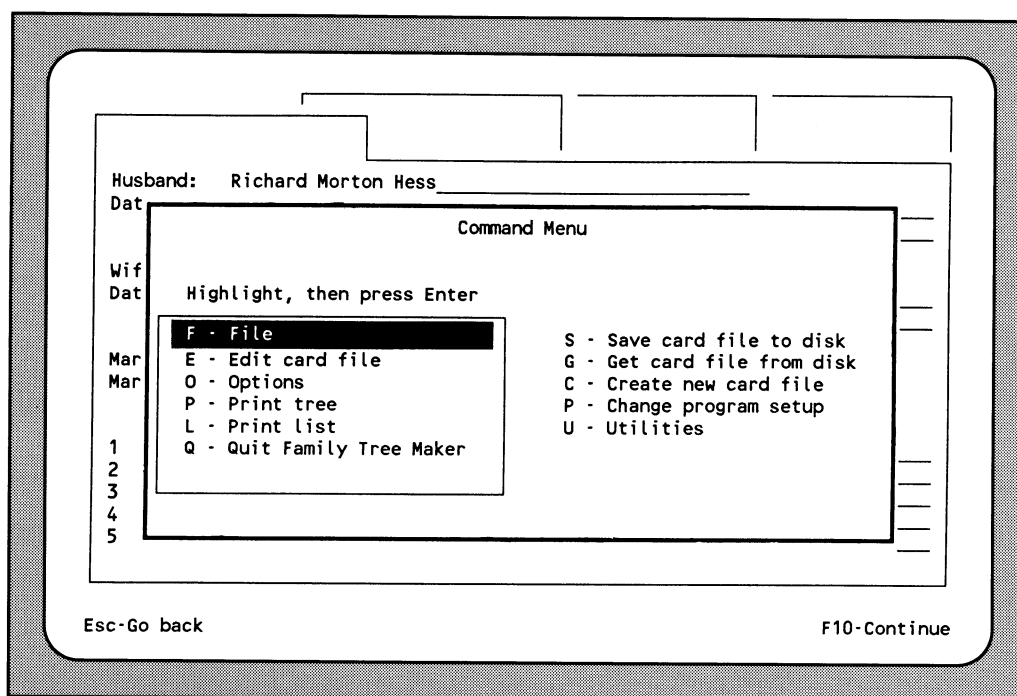 Husband: Richard Morton Hess
Dat
Command Menu
Wif
Dat
Highlight, then press Enter
F - File
E - Edit card file
O - Options
P - Print tree
L - Print list
Q - Quit Family Tree Maker
S - Save card file to disk
G - Get card file from disk
C - Create new card file
P - Change program setup
U - Utilities
Mar
Mar
1
2
3
4
5
Esc-Go back
F10-Continue